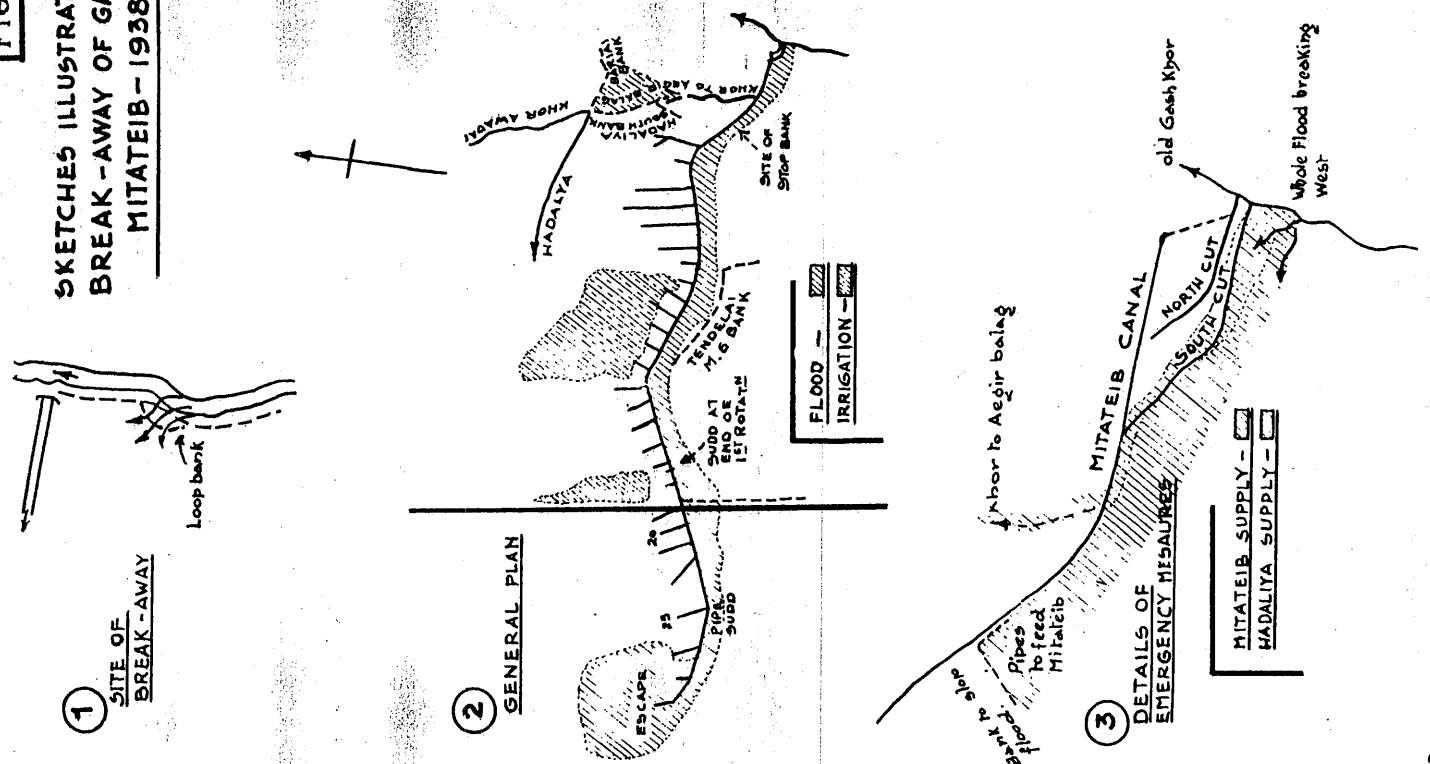 SKETCHES ILLUSTRAT
BREAK-AWAY OF GA
MITATEIB-1938
1
SITE OF
BREAK-AWAY
Loop bank
2
GENERAL PLAN
KHOR AWADAI
HADALYA
HADALIYA
SOUTH BANK
BALAG
BANK
KHOR TO AEGIR
SITE OF
STOP BANK
TENDELAI
M.6 BANK
SUDD AT
END OF
1ST ROTATN
20
25
PIPE
SUDD
ESCAPE
FLOOD -
IRRIGATION -
3
DETAILS OF
EMERGENCY MESAURES
old Gash Khor
Whole Flood breaking
West
MITATEIB CANAL
NORTH CUT
SOUTH CUT
Khor to Aegir balag
Pipes
to feed
Mitateib
Bank to stop
flood.
MITATEIB SUPPLY -
HADALIYA SUPPLY -